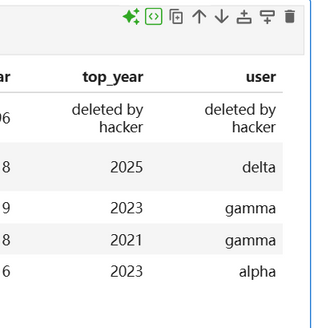 ar top_year user
96 deleted by hacker deleted by hacker
8 2025 delta
9 2023 gamma
8 2021 gamma
6 2023 alpha